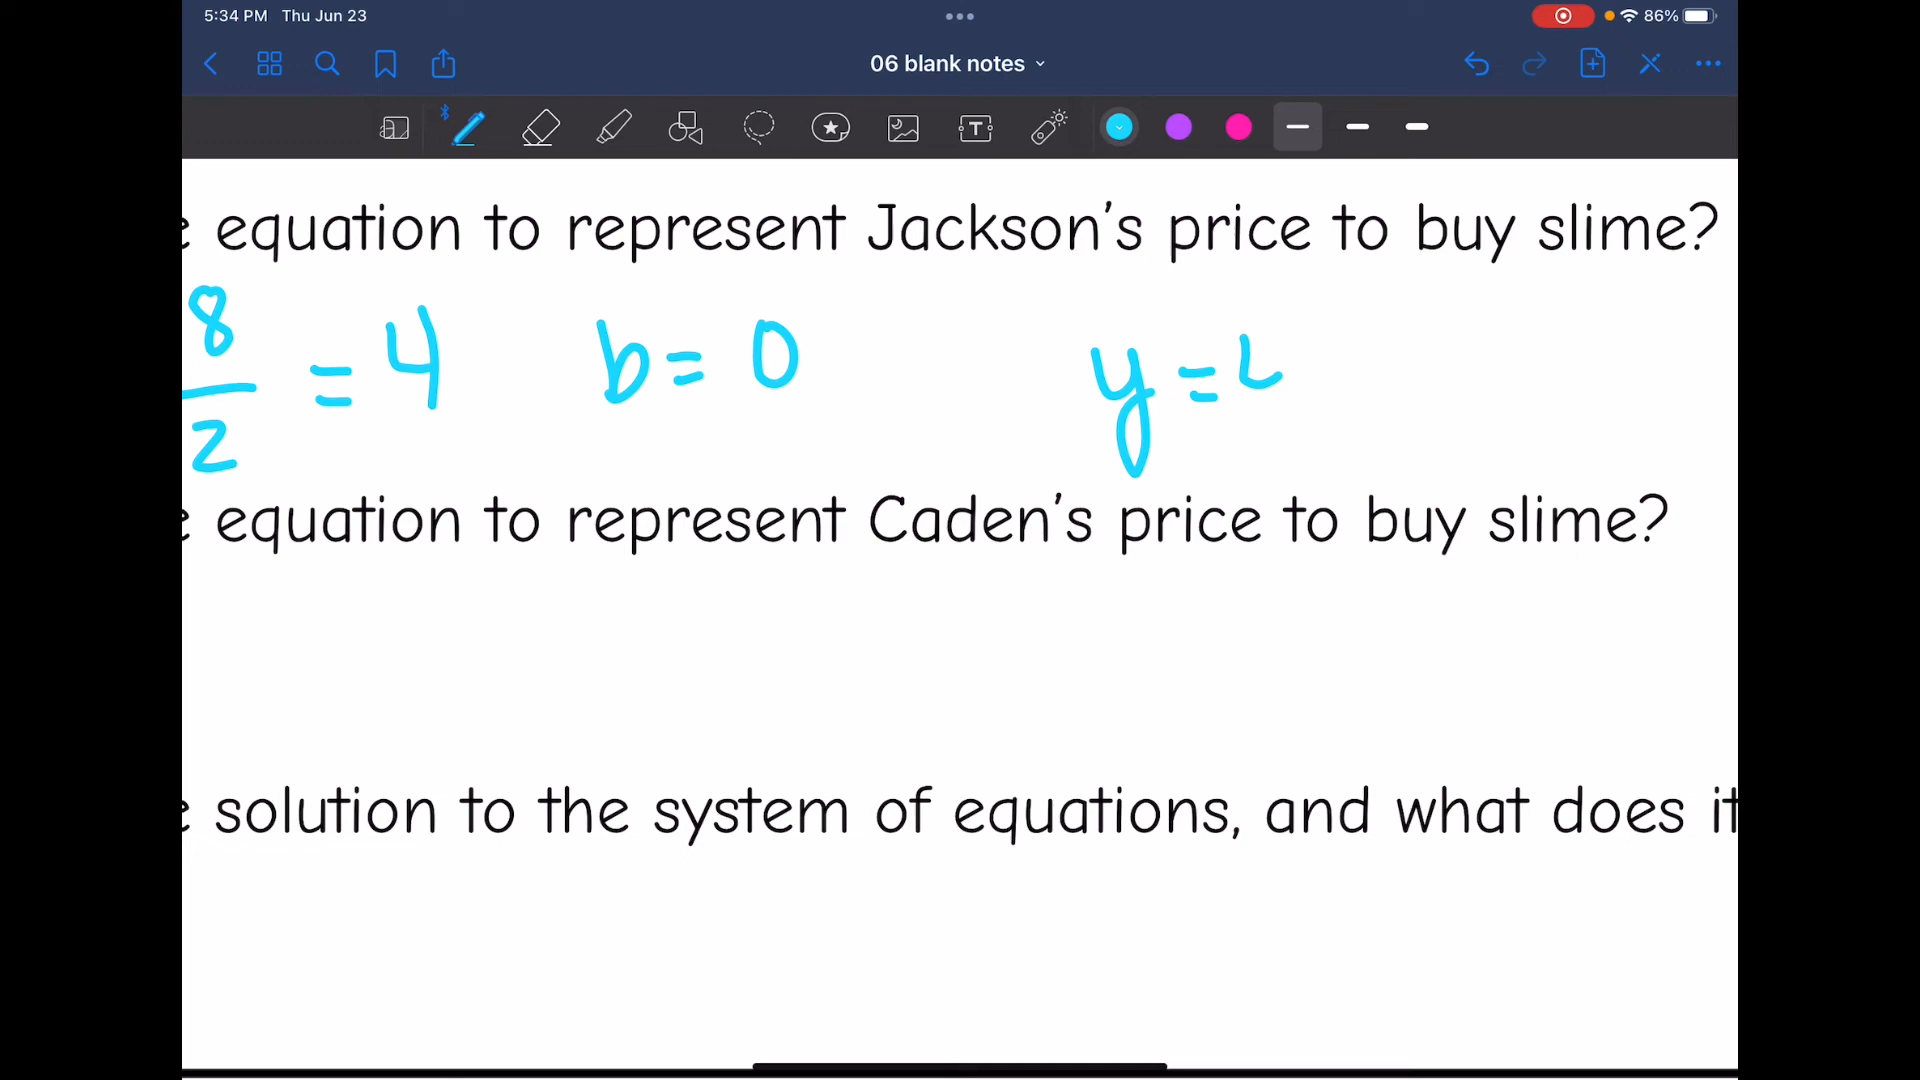 5:34 PM Thu Jun 23 86%
06 blank notes
equation to represent Jackson's price to buy slime?
8/2 = 4 b = 0 y =
equation to represent Caden's price to buy slime?
solution to the system of equations, and what does it